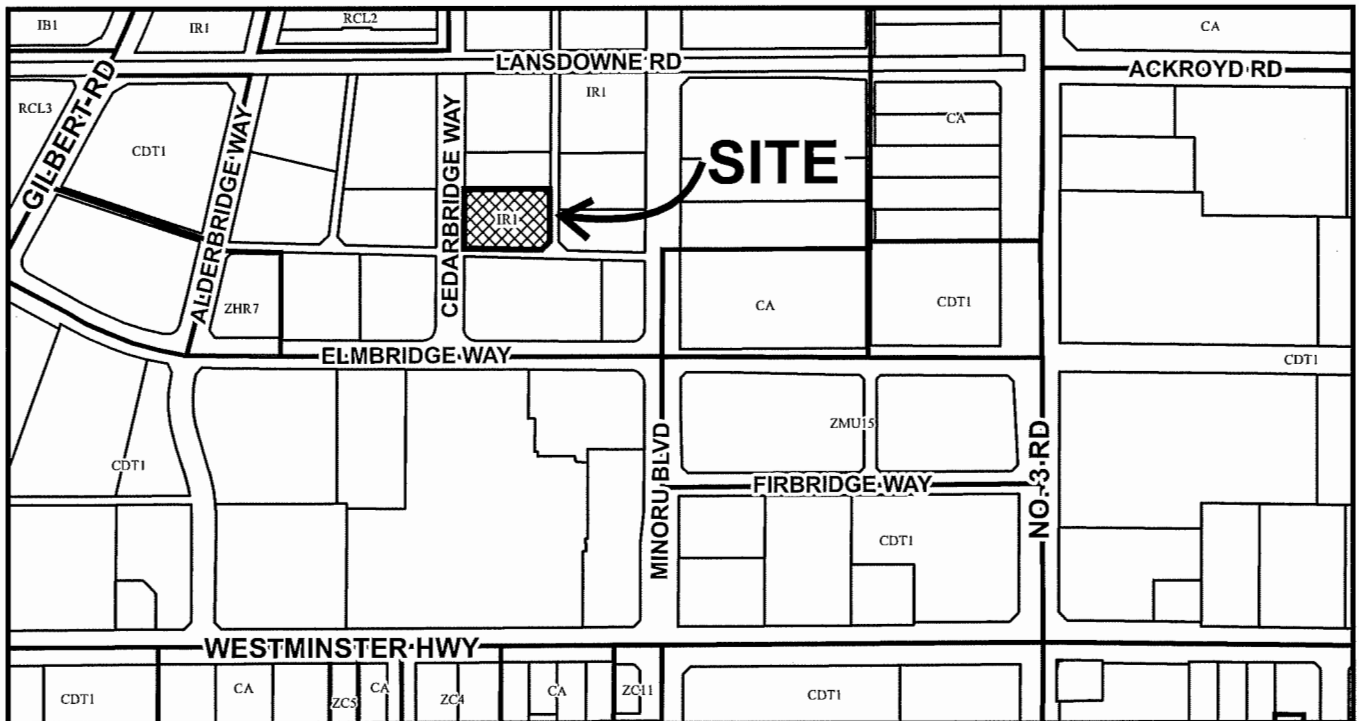 IB1
IR1
RCL2
CA
LANSDOWNE RD
ACKROYD RD
RCL3
GILBERT RD
CDT1
ALDERBRIDGE WAY
CEDARBRIDGE WAY
IR1
SITE
CA
IR1
ZHR7
CA
CDT1
ELMBRIDGE WAY
CDT1
CDT1
MINORU BLVD
ZMU15
FIRBRIDGE WAY
NO. 3 RD
CDT1
WESTMINSTER HWY
CDT1
CA
ZC5
CA
ZC4
CA
ZC11
CDT1